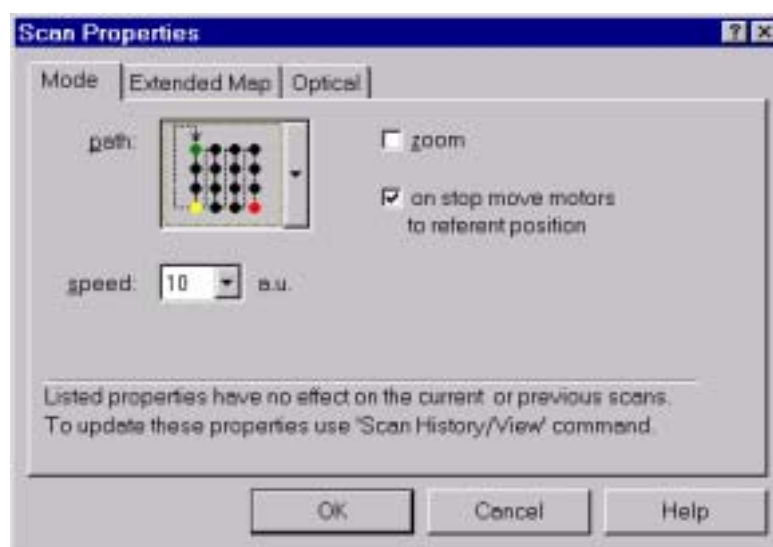 Scan Properties
Mode Extended Map Optical
path:
zoom
on stop move motors
to referent position
speed: 10 a.u.
Listed properties have no effect on the current or previous scans.
To update these properties use 'Scan History/View' command.
OK Cancel Help